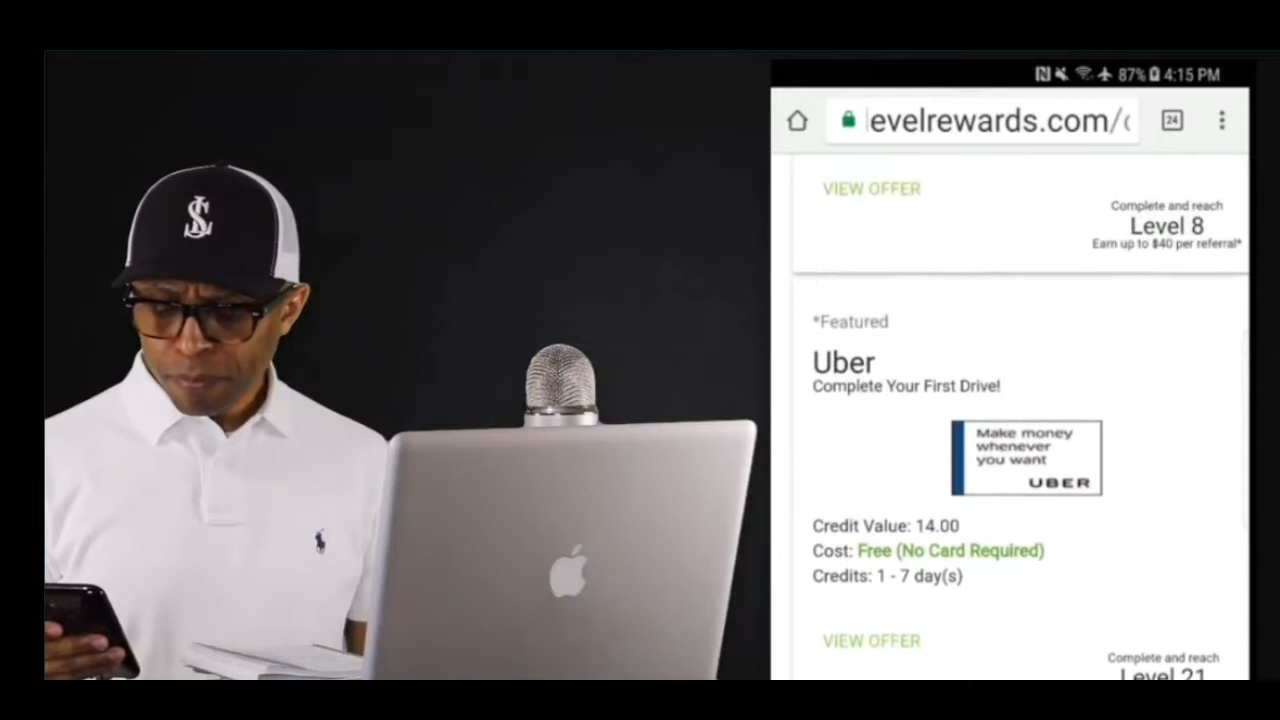 87% 4:15 PM
evelrewards.com/
24
VIEW OFFER
Complete and reach
Level 8
Earn up to $40 per referral*
*Featured
Uber
Complete Your First Drive!
Make money
whenever
you want
UBER
Credit Value: 14.00
Cost: Free (No Card Required)
Credits: 1 - 7 day(s)
VIEW OFFER
Complete and reach
Level 21